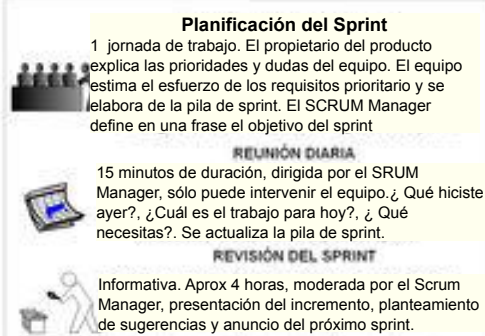 Planificación del Sprint
1 jornada de trabajo. El propietario del producto
explica las prioridades y dudas del equipo. El equipo
estima el esfuerzo de los requisitos prioritario y se
elabora de la pila de sprint. El SCRUM Manager
define en una frase el objetivo del sprint
REUNIÓN DIARIA
15 minutos de duración, dirigida por el SRUM
Manager, sólo puede intervenir el equipo.¿ Qué hiciste
ayer?, ¿Cuál es el trabajo para hoy?, ¿ Qué
necesitas?. Se actualiza la pila de sprint.
REVISIÓN DEL SPRINT
Informativa. Aprox 4 horas, moderada por el Scrum
Manager, presentación del incremento, planteamiento
de sugerencias y anuncio del próximo sprint.